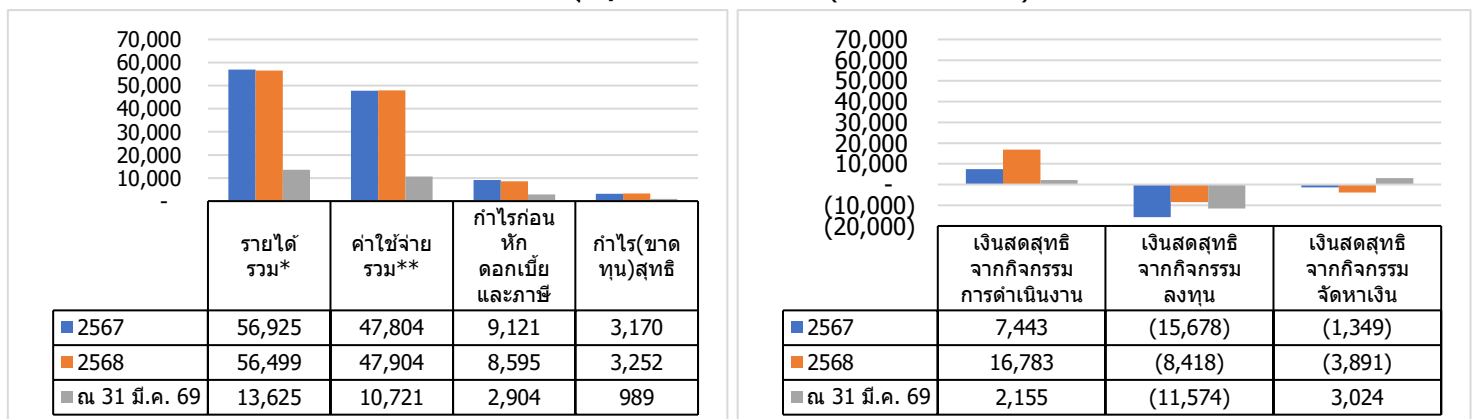 70,000
60,000
50,000
40,000
30,000
20,000
10,000
-
รายได้รวม* ค่าใช้จ่ายรวม** กำไรก่อนหักดอกเบี้ยและภาษี กำไร(ขาดทุน)สุทธิ
2567 56,925 47,804 9,121 3,170
2568 56,499 47,904 8,595 3,252
ณ 31 มี.ค. 69 13,625 10,721 2,904 989
70,000
60,000
50,000
40,000
30,000
20,000
10,000
-
(10,000)
(20,000)
เงินสดสุทธิจากกิจกรรมการดำเนินงาน เงินสดสุทธิจากกิจกรรมลงทุน เงินสดสุทธิจากกิจกรรมจัดหาเงิน
2567 7,443 (15,678) (1,349)
2568 16,783 (8,418) (3,891)
ณ 31 มี.ค. 69 2,155 (11,574) 3,024